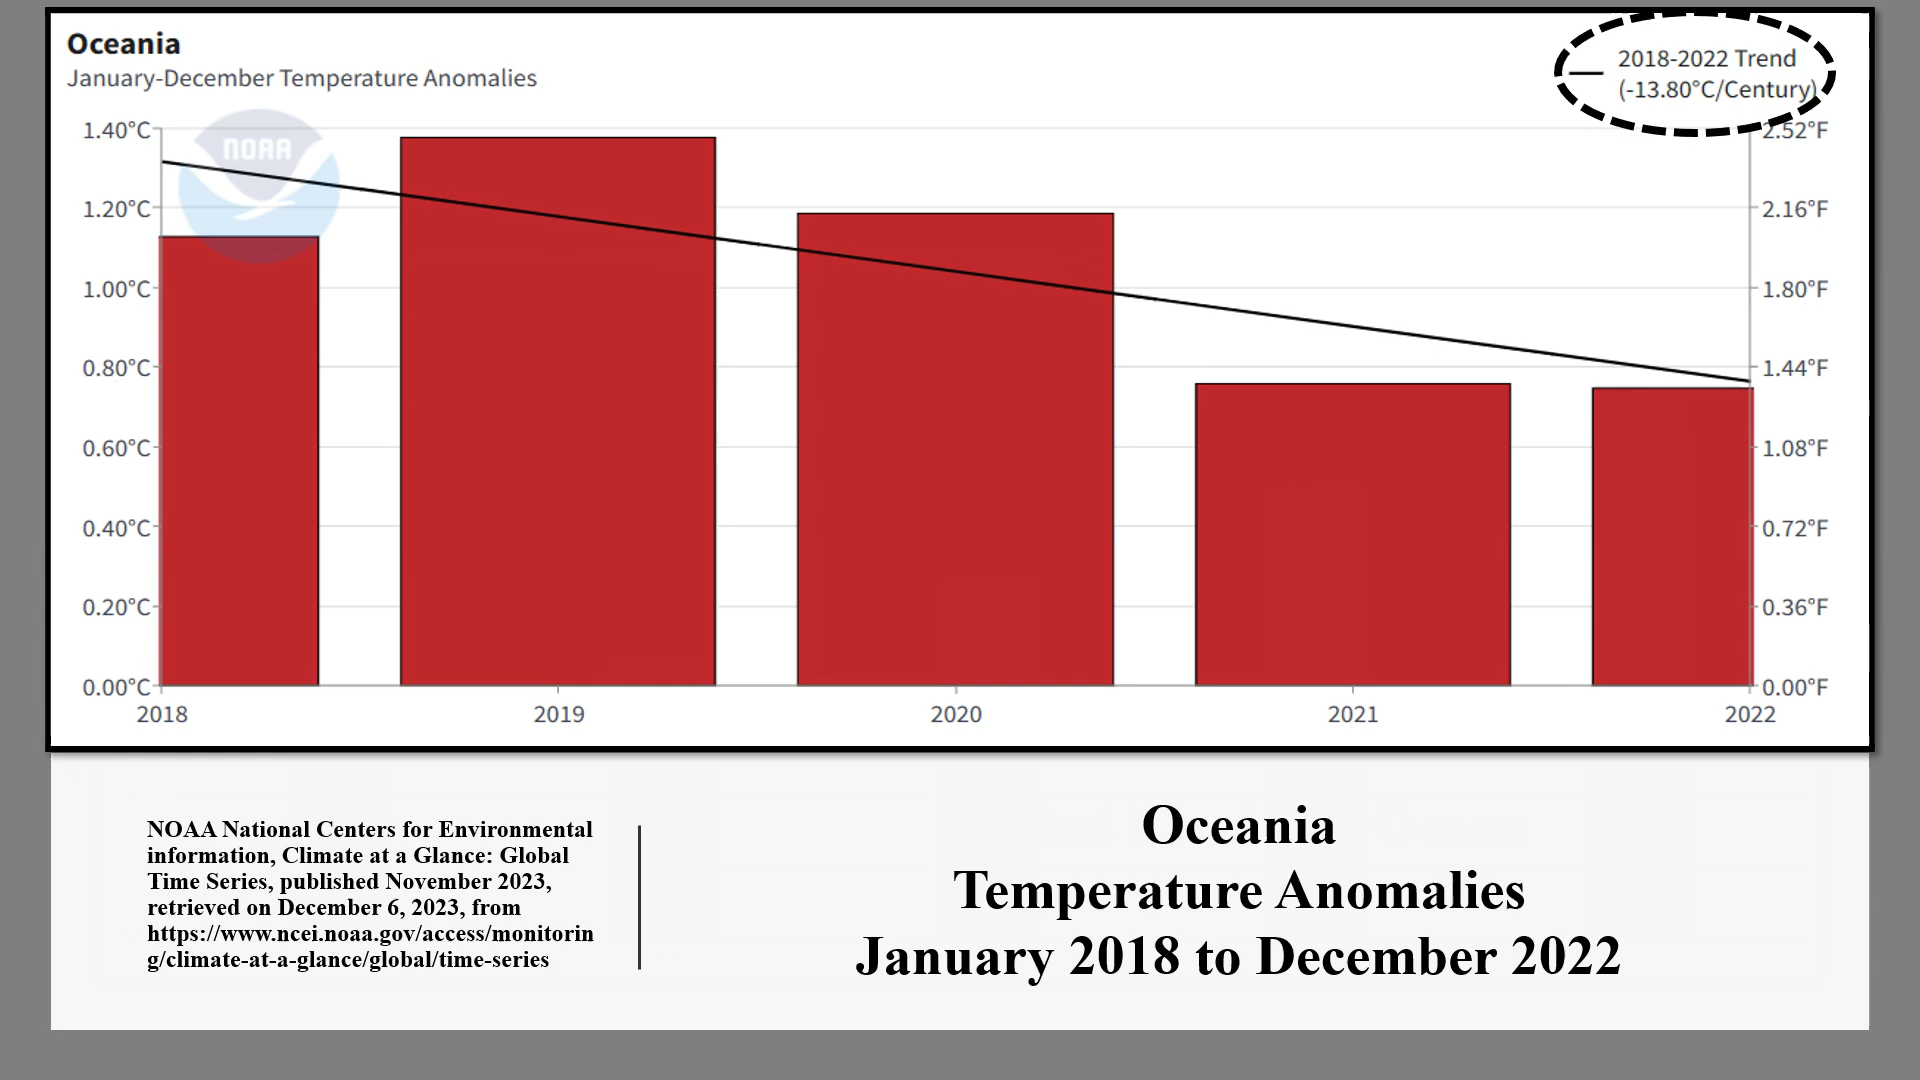 Oceania
January-December Temperature Anomalies
2018-2022 Trend
(-13.80°C/Century)
NOAA
1.40°C
1.20°C
1.00°C
0.80°C
0.60°C
0.40°C
0.20°C
0.00°C
2.52°F
2.16°F
1.80°F
1.44°F
1.08°F
0.72°F
0.36°F
0.00°F
2018 2019 2020 2021 2022
NOAA National Centers for Environmental
information, Climate at a Glance: Global
Time Series, published November 2023,
retrieved on December 6, 2023, from
https://www.ncei.noaa.gov/access/monitorin
g/climate-at-a-glance/global/time-series
Oceania
Temperature Anomalies
January 2018 to December 2022